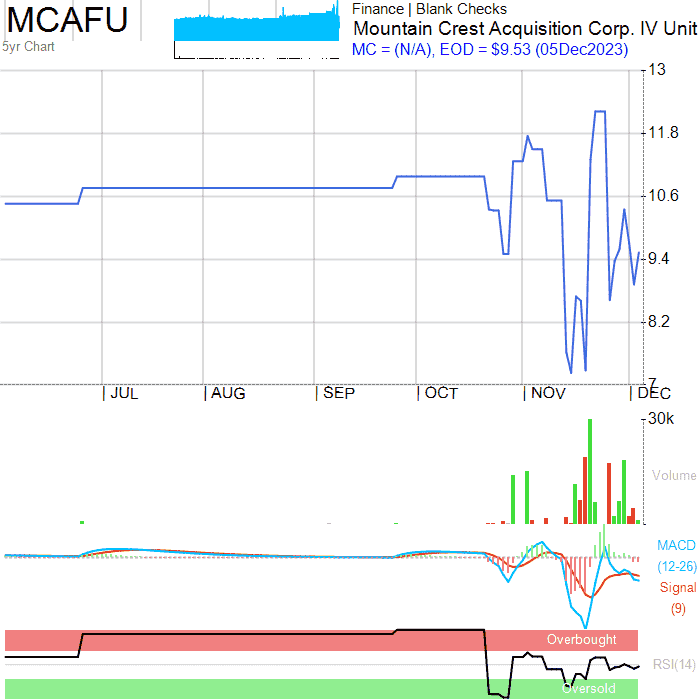 MCAFU
5yr Chart
Finance | Blank Checks
Mountain Crest Acquisition Corp. IV Unit
MC = (N/A), EOD = $9.53 (05Dec2023)
13
11.8
10.6
9.4
8.2
7
| JUL | AUG | SEP | OCT | NOV | DEC
30k
Volume
MACD
(12-26)
Signal
(9)
Overbought
RSI(14)
Oversold